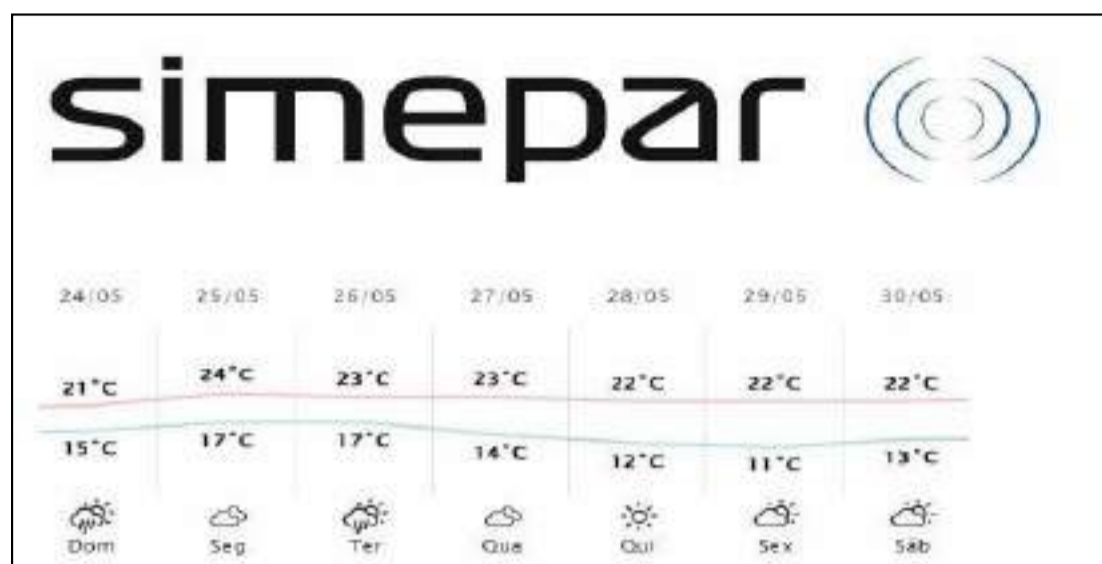 simepar
24/05 25/05 26/05 27/05 28/05 29/05 30/05
21°C 24°C 23°C 23°C 22°C 22°C 22°C
15°C 17°C 17°C 14°C 12°C 11°C 13°C
Dom Seg Ter Qua Qui Sex Sáb